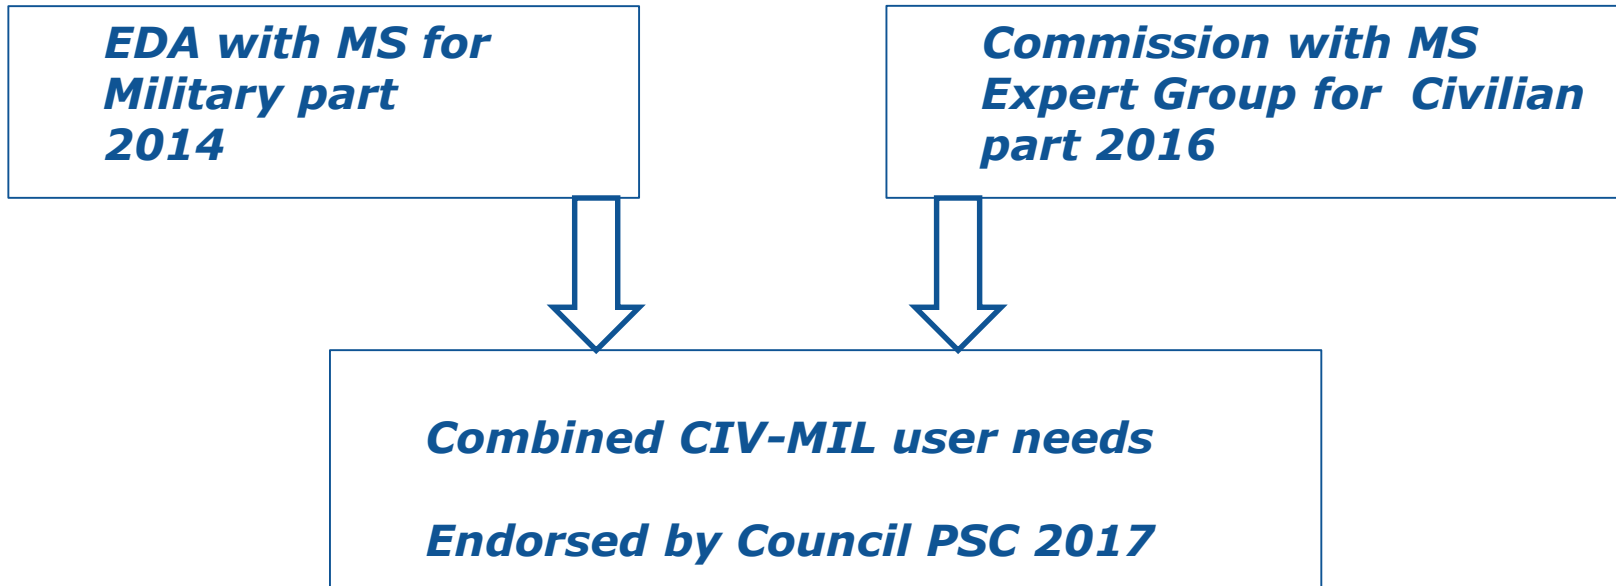 EDA with MS for
Military part
2014
Commission with MS
Expert Group for  Civilian
part 2016
Combined CIV-MIL user needs
Endorsed by Council PSC 2017